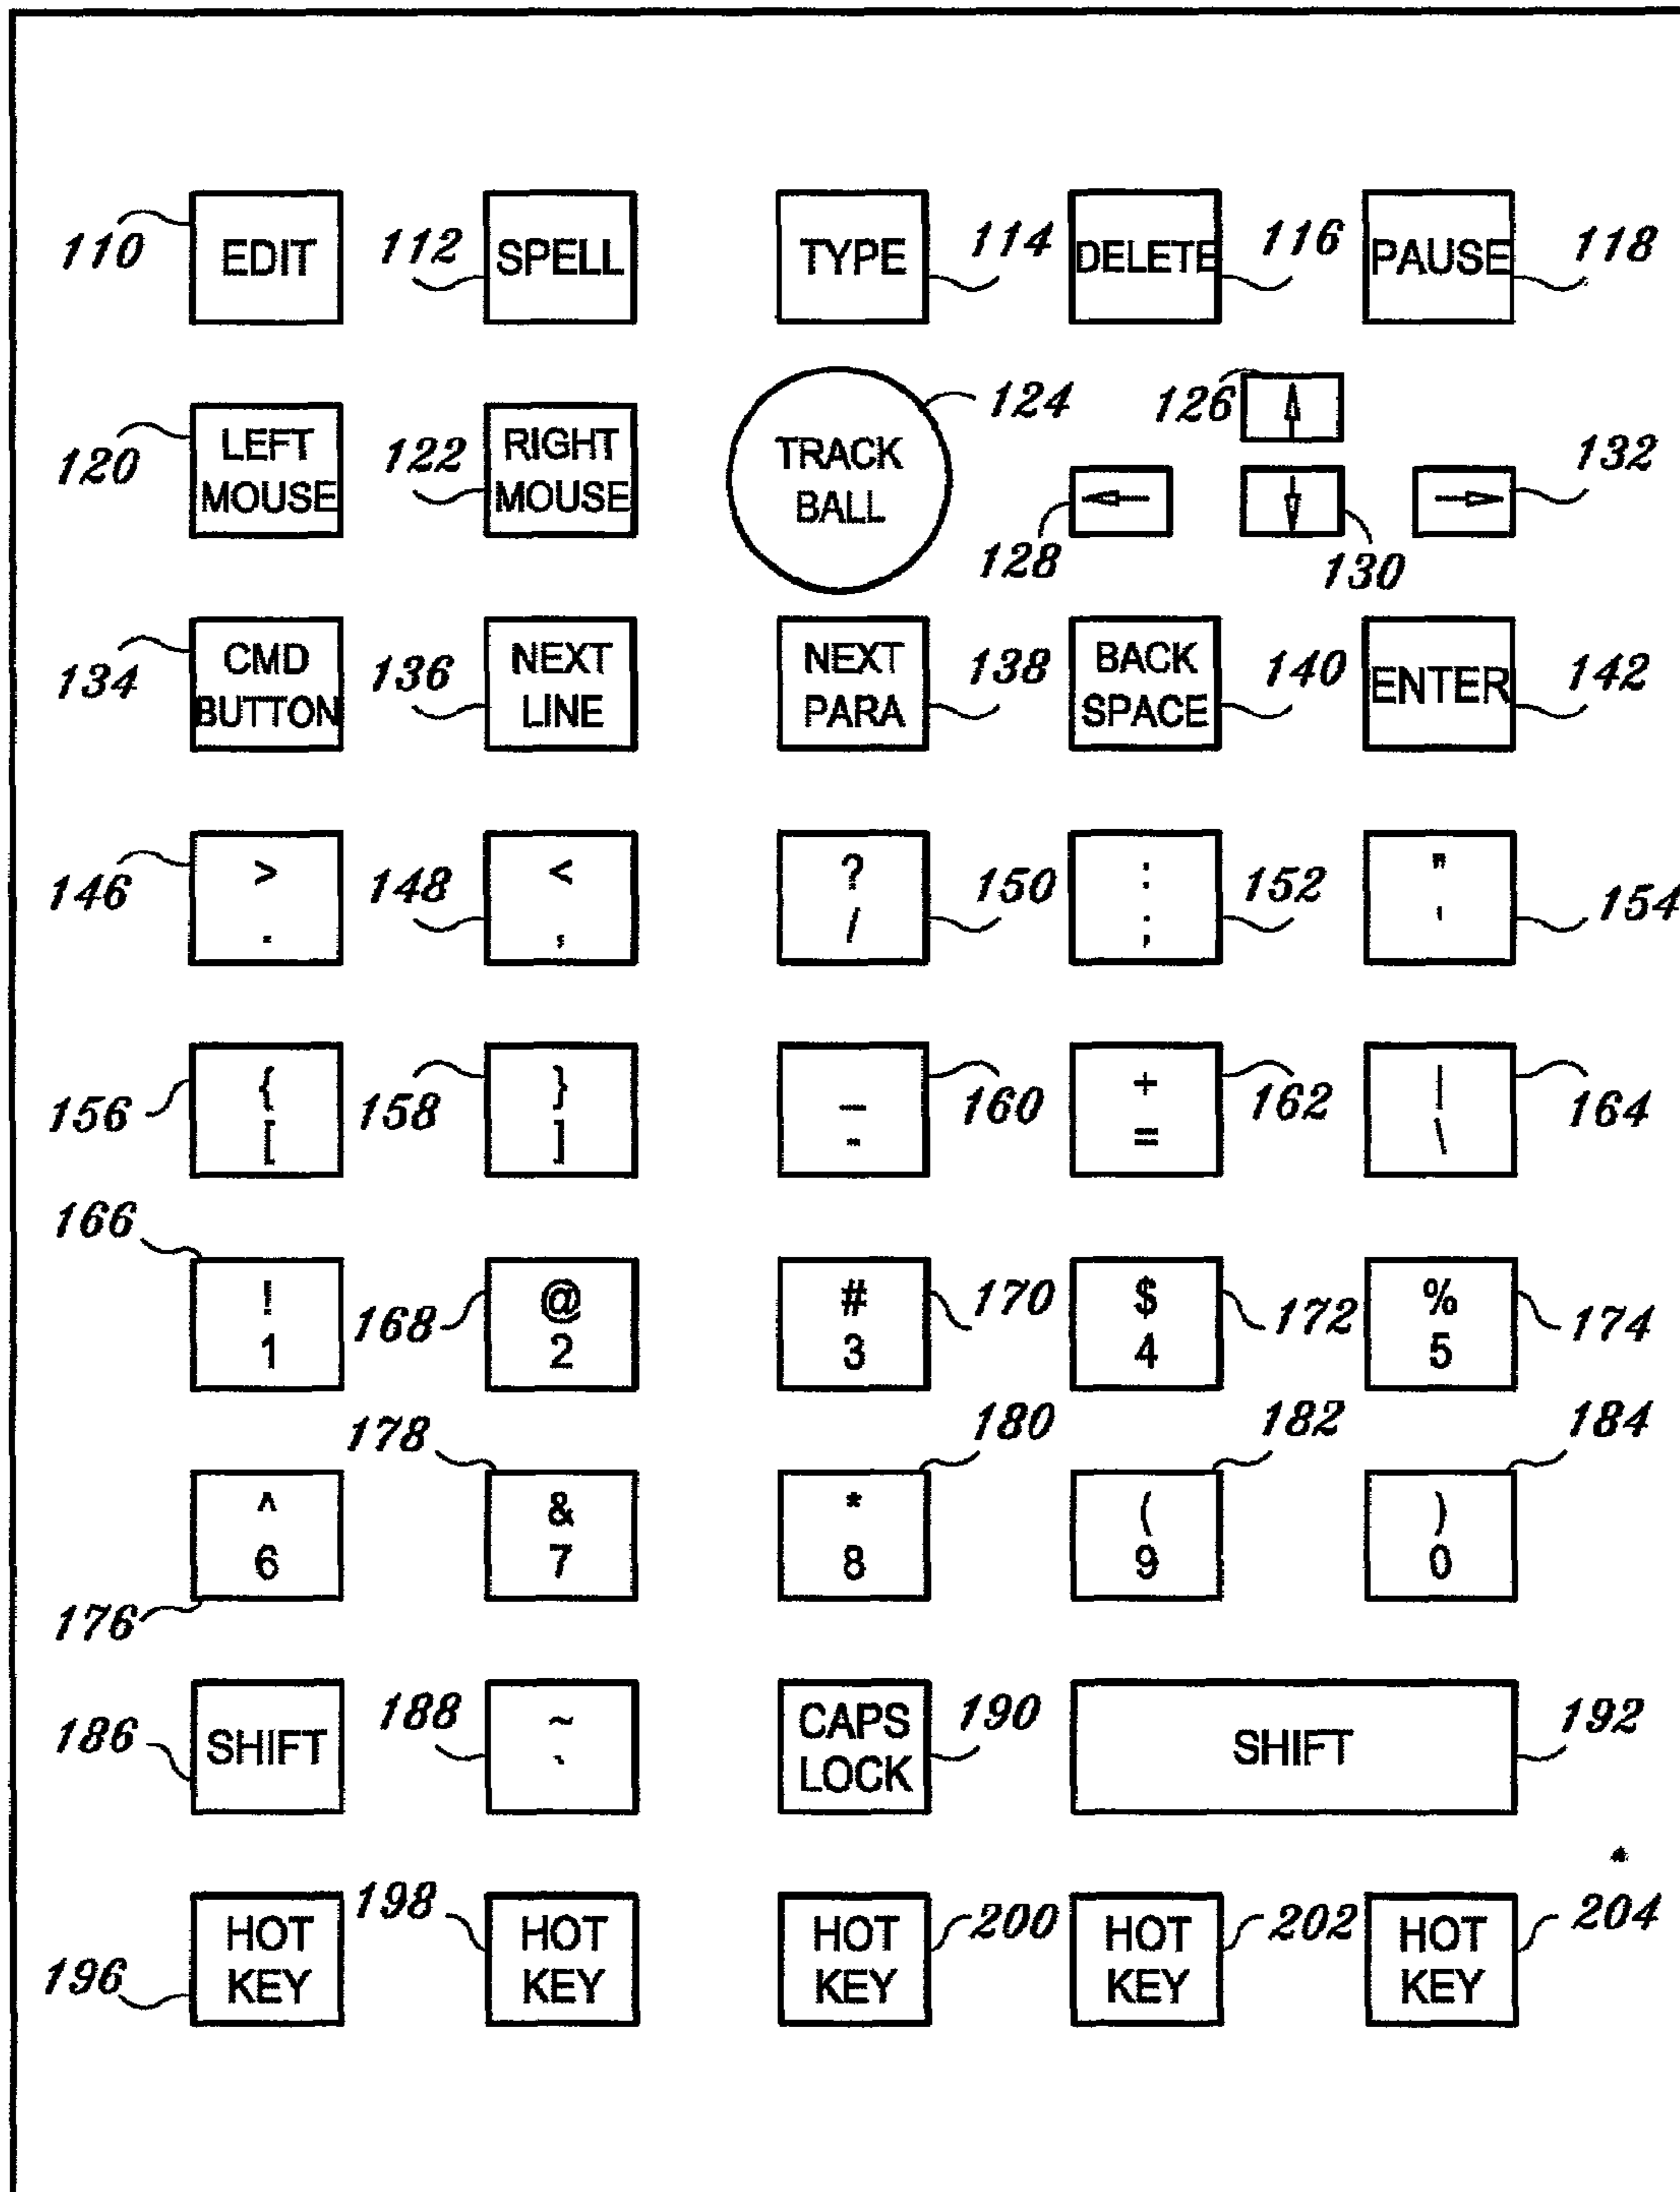 110 EDIT 112 SPELL TYPE 114 DELETE 116 PAUSE 118
120 LEFT MOUSE 122 RIGHT MOUSE TRACK BALL 124 126 ↑ 128 ← ↓ 130 → 132
134 CMD BUTTON 136 NEXT LINE NEXT PARA 138 BACK SPACE 140 ENTER 142
146 > . 148 < , ? / 150 : ; 152 " ' 154
156 { [ 158 } ] _ - 160 + = 162 | \ 164
166 ! 1 168 @ 2 # 3 170 $ 4 172 % 5 174
176 ^ 6 178 & 7 * 8 180 ( 9 182 ) 0 184
186 SHIFT 188 ~ ` CAPS LOCK 190 SHIFT 192
196 HOT KEY 198 HOT KEY HOT KEY 200 HOT KEY 202 HOT KEY 204